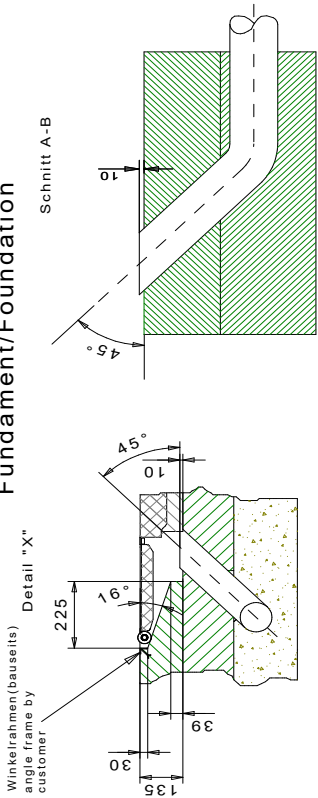 Fundament/Foundation
Winkelrahmen(bauseits)
angle frame by
customer
Detail "X"
Schnitt A-B
10
45°
45°
10
225
16°
30
39
135